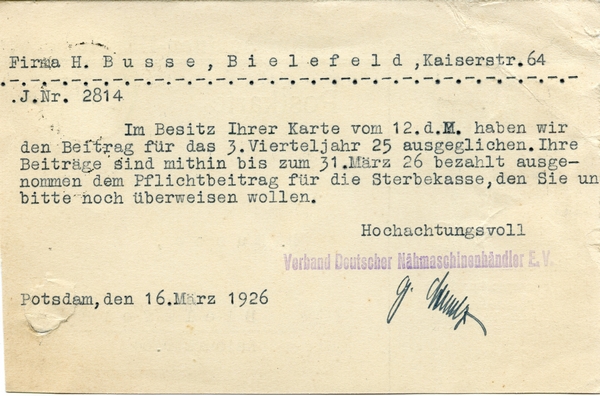 Firma H. Busse, Bielefeld, Kaiserstr.64
J.Nr. 2814
Im Besitz Ihrer Karte vom 12.d.M. haben wir
den Beitrag für das 3.Vierteljahr 25 ausgeglichen.Ihre
Beiträge sind mithin bis zum 31.März 26 bezahlt ausge-
nommen dem Pflichtbeitrag für die Sterbekasse,den Sie un
bitte noch überweisen wollen.
Hochachtungsvoll
Verband Deutscher Nähmaschinenhändler E.V.
Potsdam,den 16.März 1926